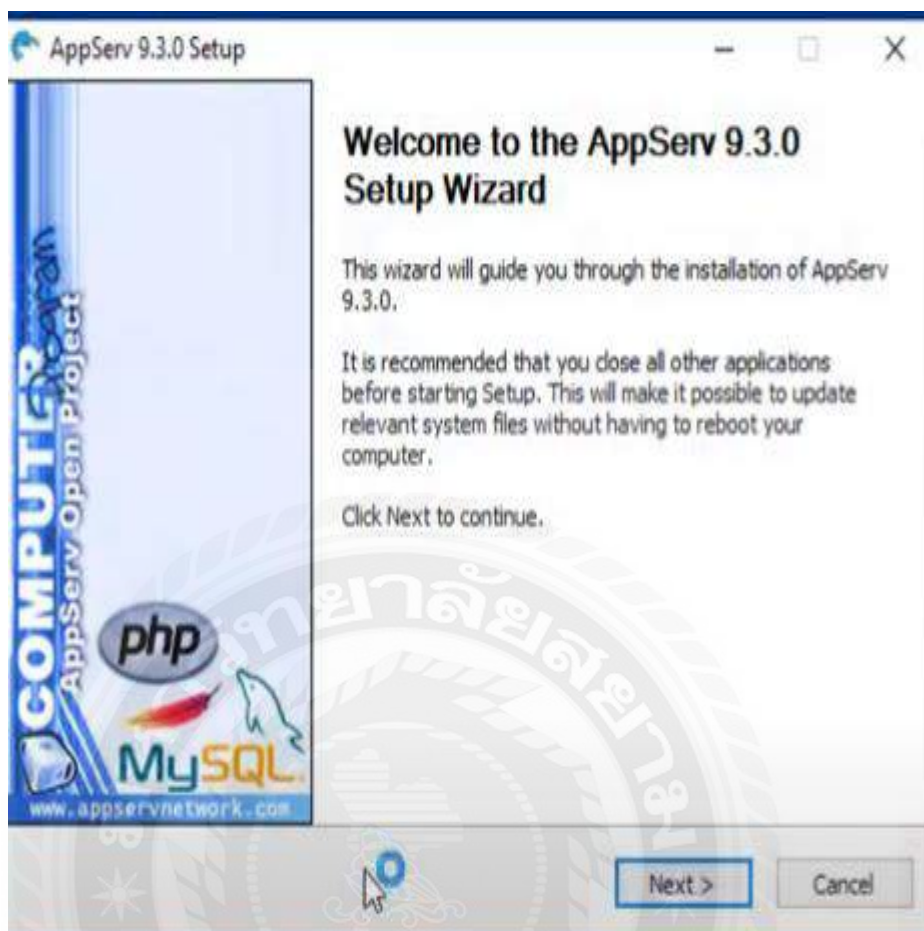 AppServ 9.3.0 Setup
Welcome to the AppServ 9.3.0
Setup Wizard
This wizard will guide you through the installation of AppServ
9.3.0.
It is recommended that you close all other applications
before starting Setup. This will make it possible to update
relevant system files without having to reboot your
computer.
Click Next to continue.
COMPUTER
Program
AppServ Open Project
php
MySQL
www.appservnetwork.com
Next >
Cancel